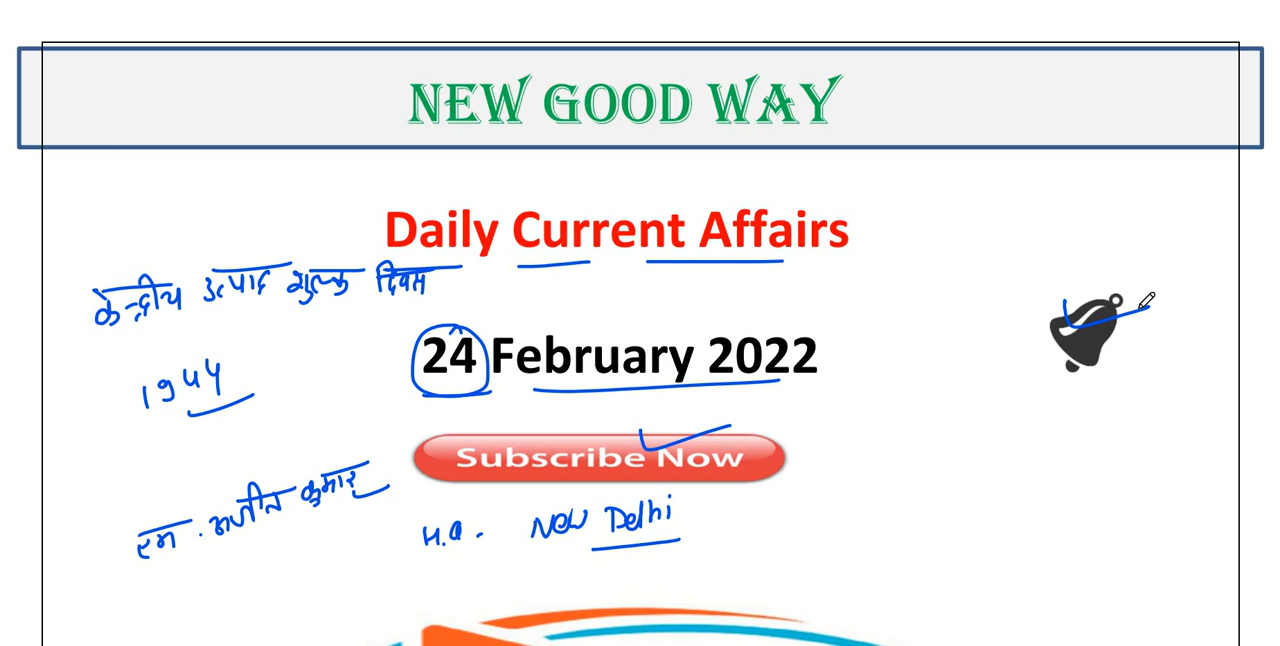 NEW GOOD WAY
Daily Current Affairs
केन्द्रीय उत्पाद शुल्क दिवस
24 February 2022
1944
Subscribe Now
एम. अजीत कुमार
H.Q. New Delhi